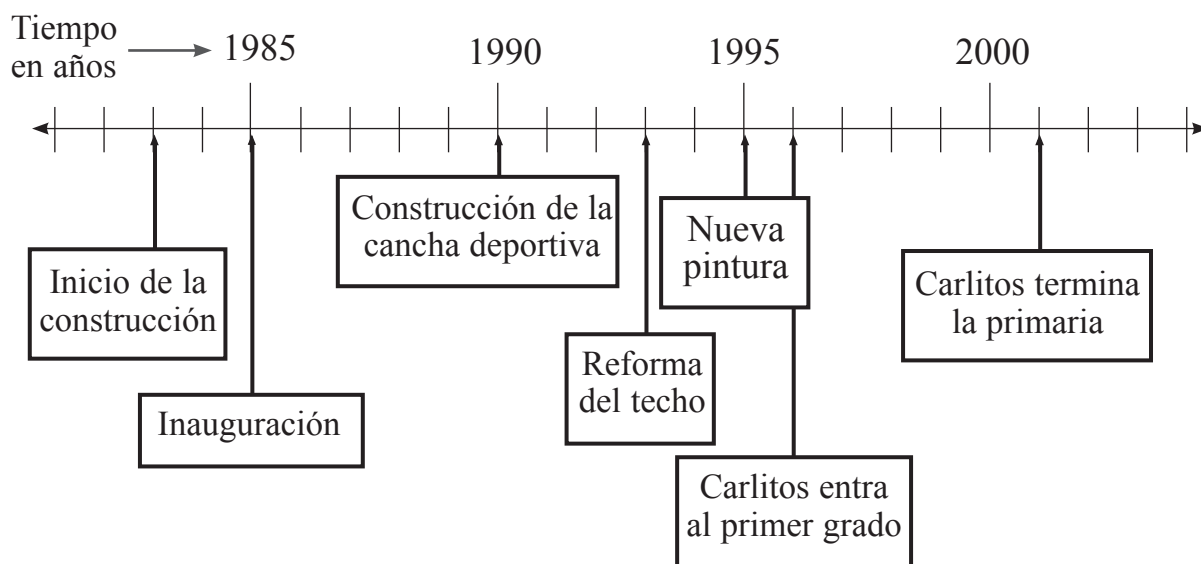 Tiempo
en años
1985
1990
1995
2000
Inicio de la
construcción
Inauguración
Construcción de la
cancha deportiva
Reforma
del techo
Nueva
pintura
Carlitos entra
al primer grado
Carlitos termina
la primaria